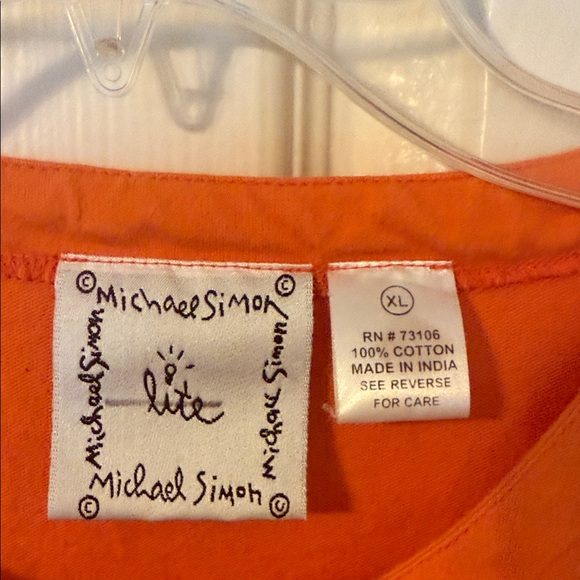 © Michael Simon ©
Michael Simon
lite
Michael Simon
© Michael Simon ©
XL
RN # 73106
100% COTTON
MADE IN INDIA
SEE REVERSE
FOR CARE